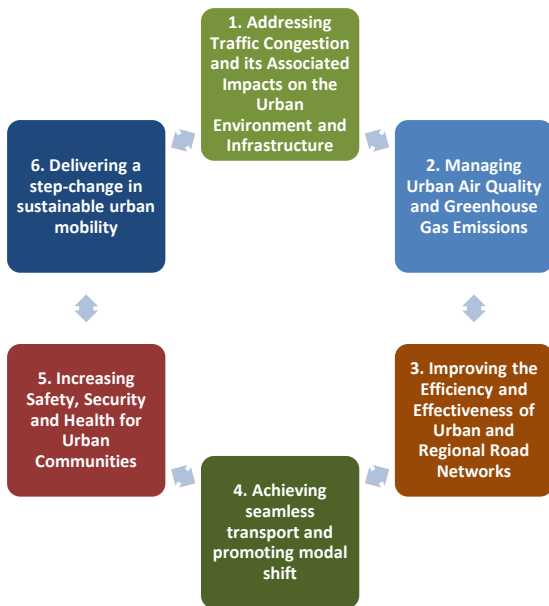 1. Addressing
Traffic Congestion
and its Associated
Impacts on the
Urban
Environment and
Infrastructure
2. Managing
Urban Air Quality
and Greenhouse
Gas Emissions
3. Improving the
Efficiency and
Effectiveness of
Urban and
Regional Road
Networks
4. Achieving
seamless
transport and
promoting modal
shift
5. Increasing
Safety, Security
and Health for
Urban
Communities
6. Delivering a
step-change in
sustainable urban
mobility